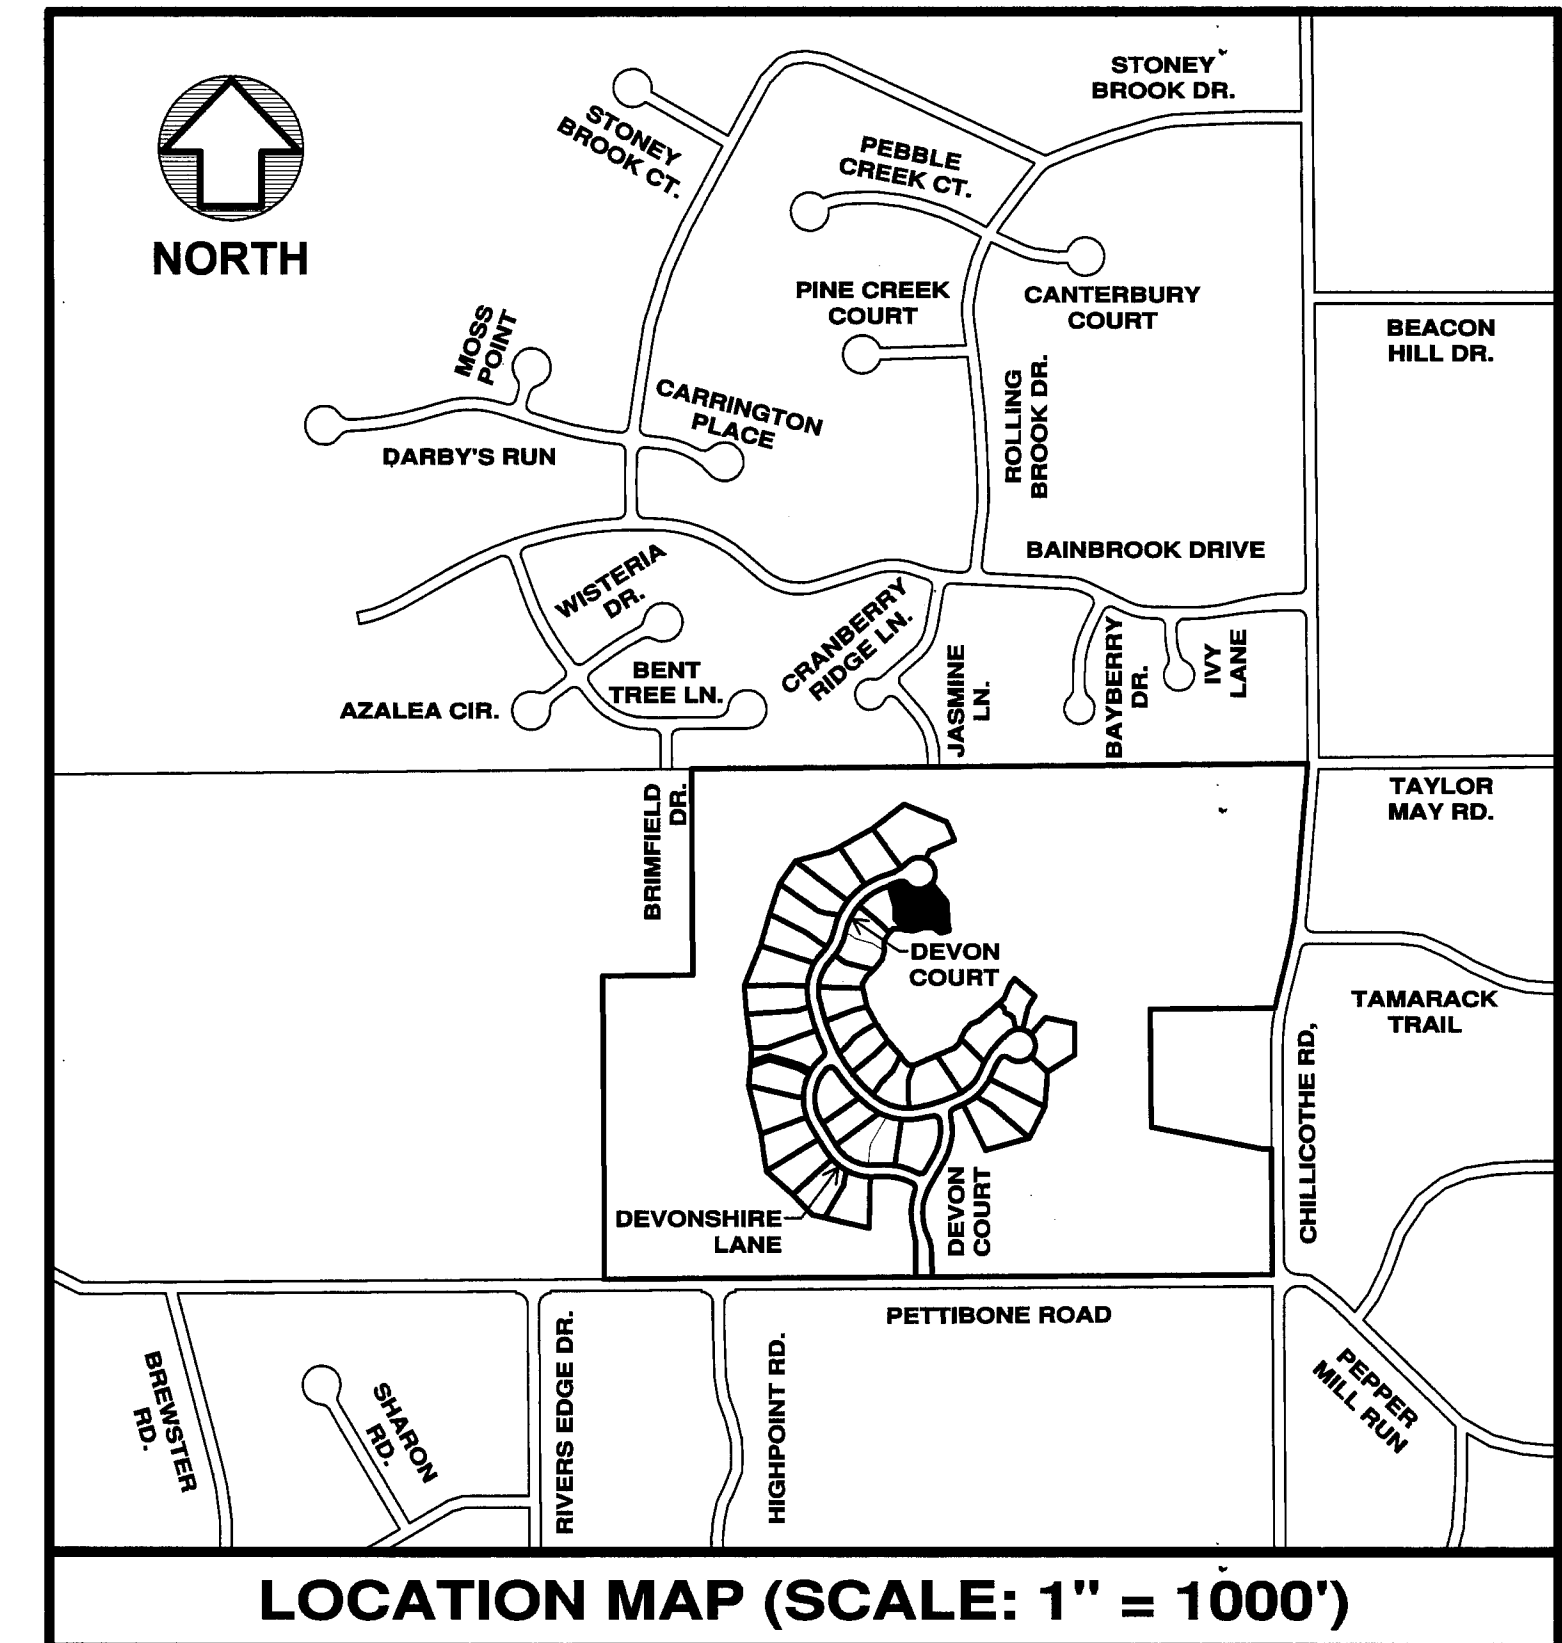 STONEY
BROOK DR.
STONEY
BROOK CT.
PEBBLE
CREEK CT.
NORTH
PINE CREEK
COURT
CANTERBURY
COURT
BEACON
HILL DR.
MOSS
POINT
CARRINGTON
PLACE
ROLLING
BROOK DR.
DARBY'S RUN
BAINBROOK DRIVE
WISTERIA
DR.
CRANBERRY
RIDGE LN.
JASMINE
LN.
BAYBERRY
DR.
IVY
LANE
BENT
TREE LN.
AZALEA CIR.
BRIMFIELD
DR.
TAYLOR
MAY RD.
DEVON
COURT
TAMARACK
TRAIL
CHILLICOTHE RD,
DEVONSHIRE
LANE
DEVON
COURT
PETTIBONE ROAD
BREWSTER
RD.
SHARON
RD.
RIVERS EDGE DR.
HIGHPOINT RD.
PEPPER
MILL RUN
LOCATION MAP (SCALE: 1" = 1000')